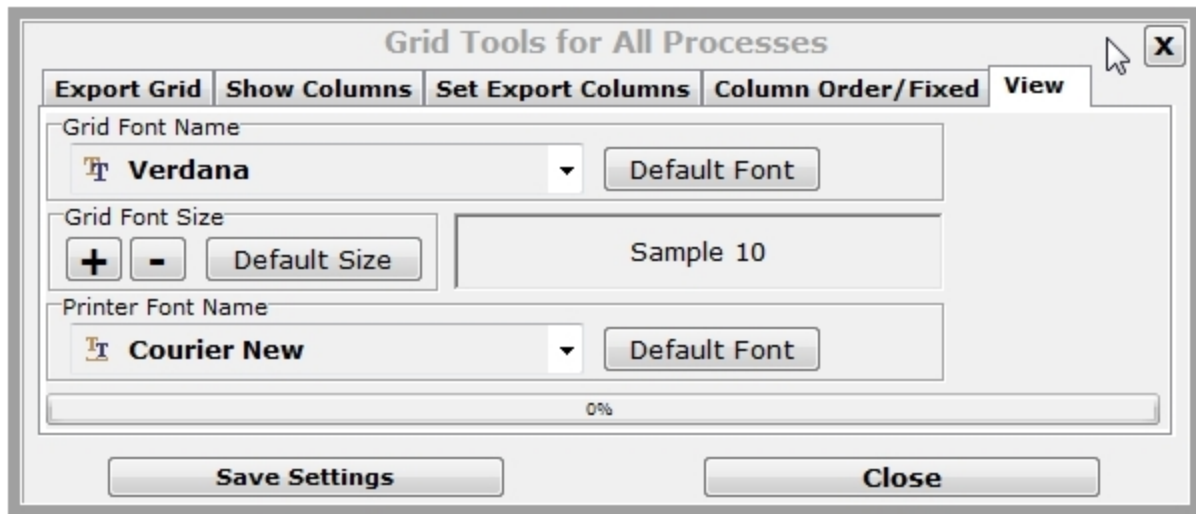 Grid Tools for All Processes
X
Export Grid Show Columns Set Export Columns Column Order/Fixed View
Grid Font Name
Verdana Default Font
Grid Font Size
+ - Default Size Sample 10
Printer Font Name
Courier New Default Font
0%
Save Settings Close